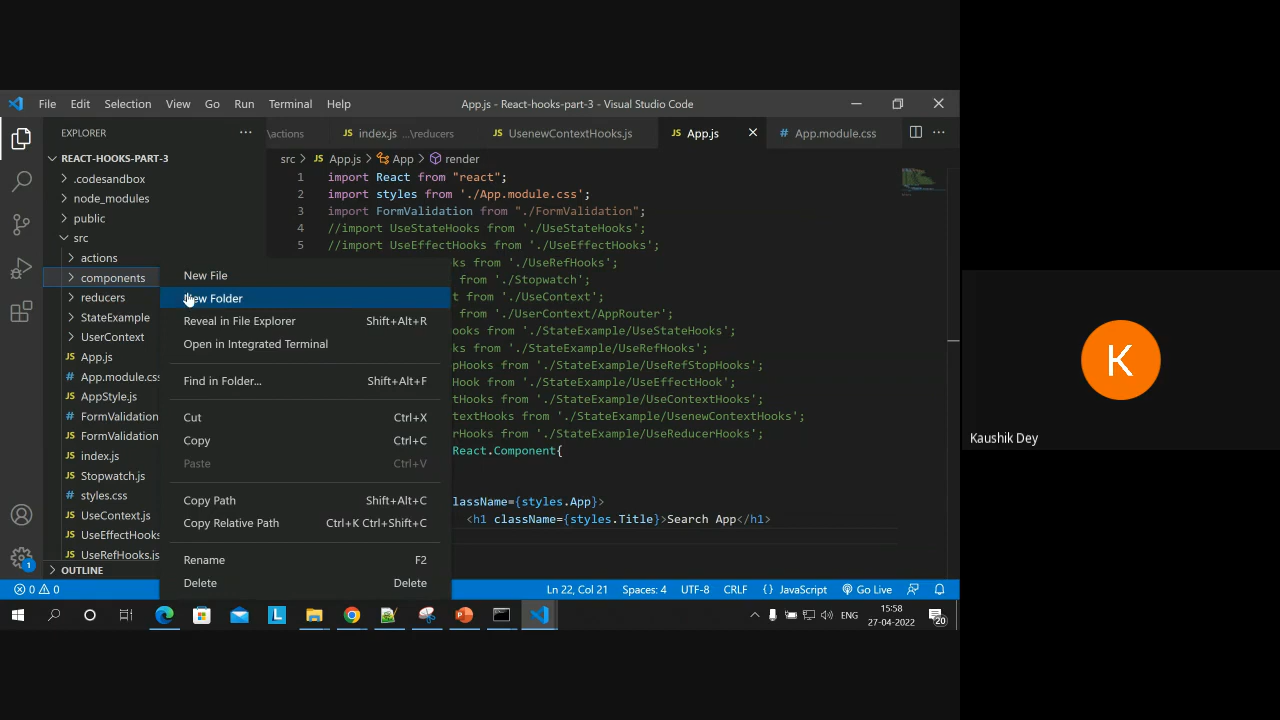 File Edit Selection View Go Run Terminal Help
App.js - React-hooks-part-3 - Visual Studio Code
EXPLORER
\actions
index.js ...\reducers
UsenewContextHooks.js
App.js
App.module.css
REACT-HOOKS-PART-3
.codesandbox
node_modules
public
src
actions
components
reducers
StateExample
UserContext
App.js
App.module.css
AppStyle.js
FormValidation
FormValidation
index.js
Stopwatch.js
styles.css
UseContext.js
UseEffectHooks
UseRefHooks.js
OUTLINE
src > App.js > App > render
1 import React from "react";
2 import styles from './App.module.css';
3 import FormValidation from "./FormValidation";
4 //import UseStateHooks from './UseStateHooks';
5 //import UseEffectHooks from './UseEffectHooks';
ks from './UseRefHooks';
from './Stopwatch';
t from './UseContext';
from './UserContext/AppRouter';
ooks from './StateExample/UseStateHooks';
ks from './StateExample/UseRefHooks';
pHooks from './StateExample/UseRefStopHooks';
Hook from './StateExample/UseEffectHook';
tHooks from './StateExample/UseContextHooks';
textHooks from './StateExample/UsenewContextHooks';
rHooks from './StateExample/UseReducerHooks';
React.Component{
lassName={styles.App}>
<h1 className={styles.Title}>Search App</h1>
New File
New Folder
Reveal in File Explorer Shift+Alt+R
Open in Integrated Terminal
Find in Folder... Shift+Alt+F
Cut Ctrl+X
Copy Ctrl+C
Paste Ctrl+V
Copy Path Shift+Alt+C
Copy Relative Path Ctrl+K Ctrl+Shift+C
Rename F2
Delete Delete
0 0
Ln 22, Col 21 Spaces: 4 UTF-8 CRLF {} JavaScript Go Live
1
L
ENG
15:58
27-04-2022
20
K
Kaushik Dey